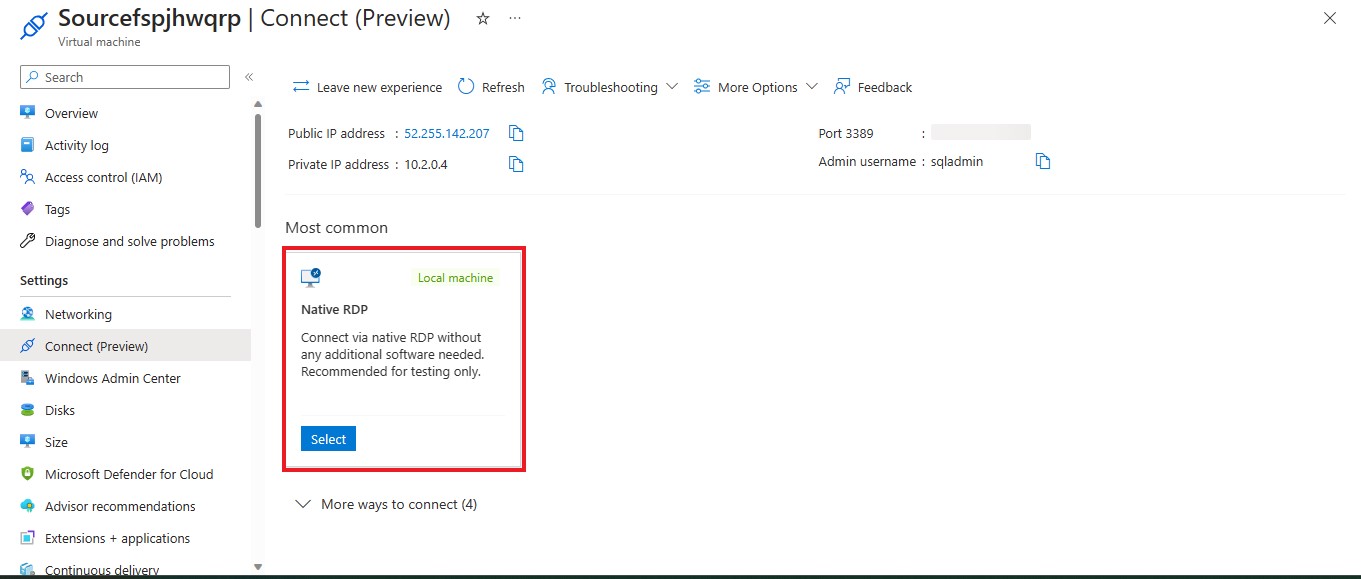 Sourcefspjhwqrp | Connect (Preview)
Virtual machine
Search
Overview
Activity log
Access control (IAM)
Tags
Diagnose and solve problems
Settings
Networking
Connect (Preview)
Windows Admin Center
Disks
Size
Microsoft Defender for Cloud
Advisor recommendations
Extensions + applications
Continuous delivery
Leave new experience Refresh Troubleshooting More Options Feedback
Public IP address : 52.255.142.207
Private IP address : 10.2.0.4
Port 3389 :
Admin username : sqladmin
Most common
Local machine
Native RDP
Connect via native RDP without
any additional software needed.
Recommended for testing only.
Select
More ways to connect (4)